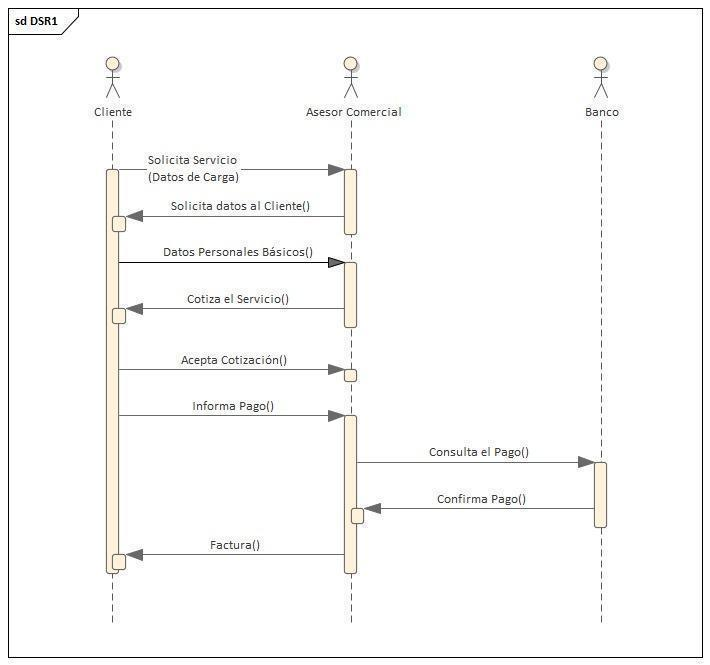 sd DSR1
Cliente
Asesor Comercial
Banco
Solicita Servicio
(Datos de Carga)
Solicita datos al Cliente()
Datos Personales Básicos()
Cotiza el Servicio()
Acepta Cotización()
Informa Pago()
Consulta el Pago()
Confirma Pago()
Factura()